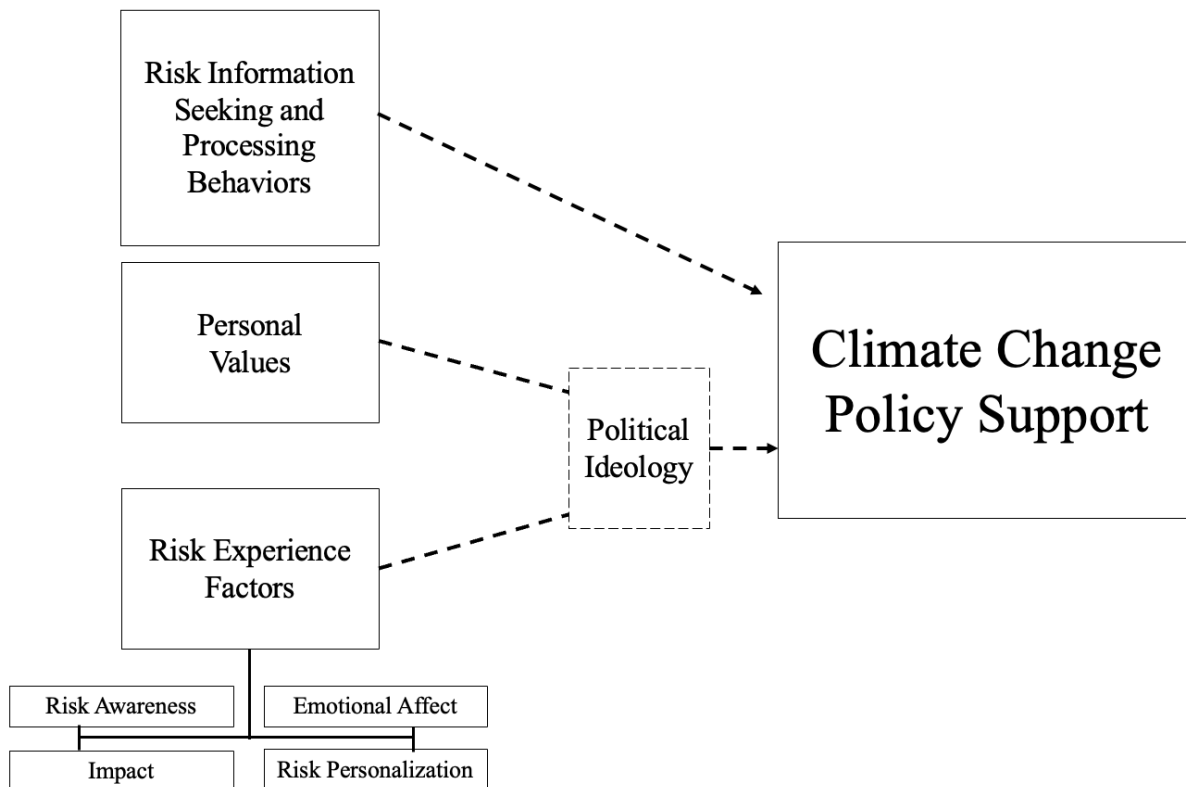 Risk Information
Seeking and
Processing
Behaviors
Personal
Values
Political
Ideology
Climate Change
Policy Support
Risk Experience
Factors
Risk Awareness
Emotional Affect
Impact
Risk Personalization